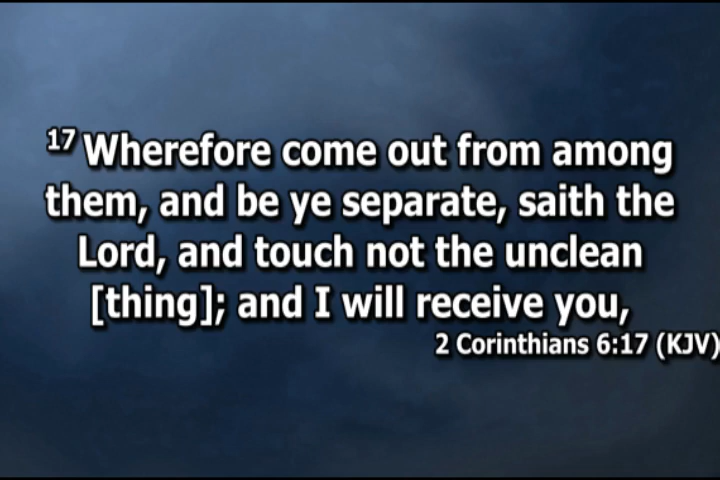 17 Wherefore come out from among
them, and be ye separate, saith the
Lord, and touch not the unclean
[thing]; and I will receive you,
2 Corinthians 6:17 (KJV)